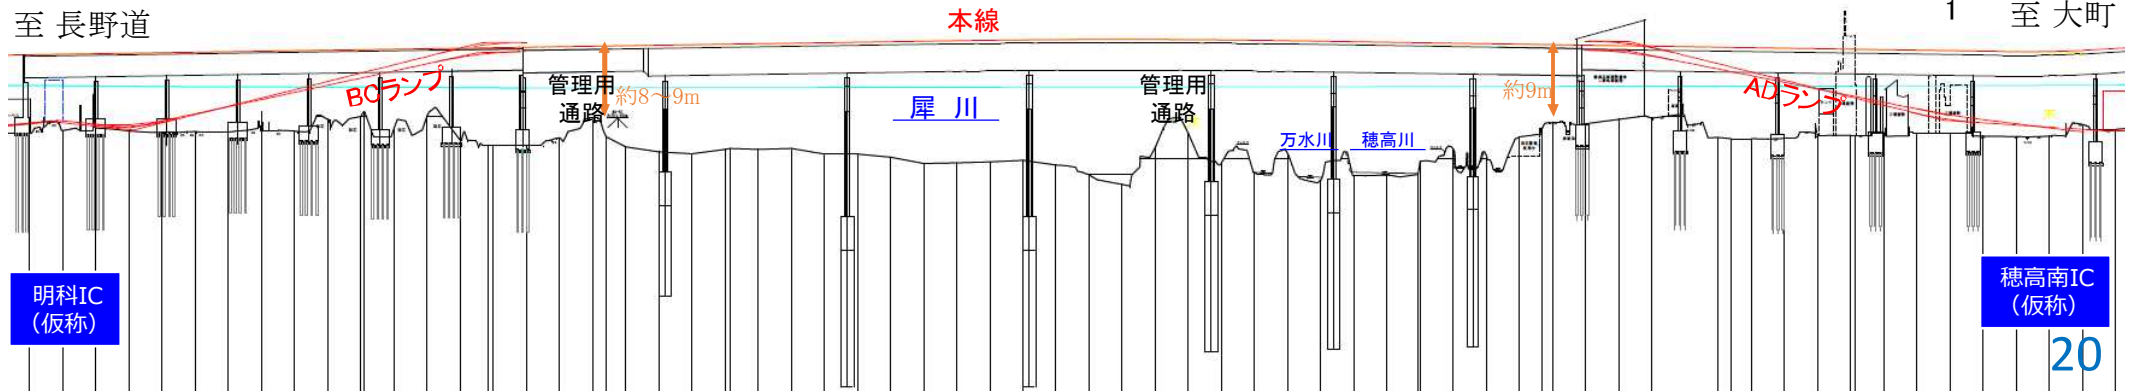 至 長野道
本線
1
至 大町
BCランプ
管理用
通路
約8～9m
犀 川
管理用
通路
万水川
穂高川
約9m
ADランプ
明科IC
（仮称）
穂高南IC
（仮称）
20